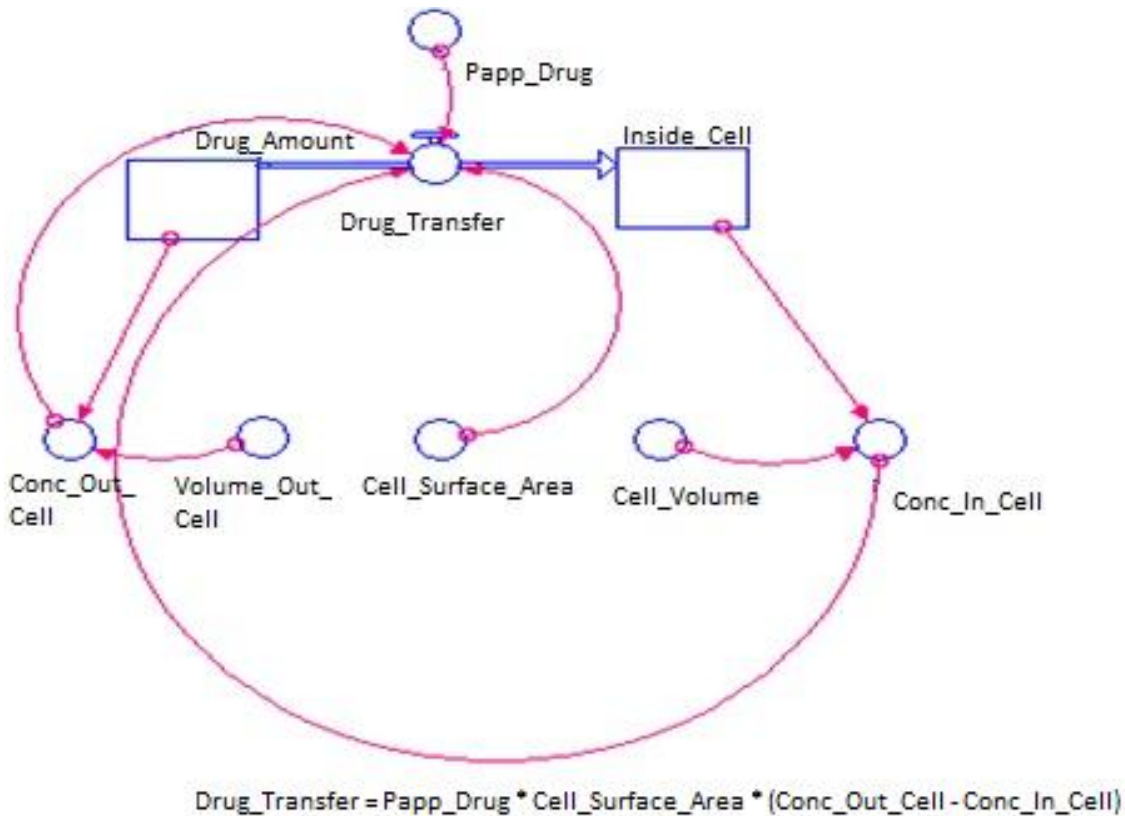 Papp_Drug
Drug_Amount
Inside_Cell
Drug_Transfer
Conc_Out_
Cell
Volume_Out_
Cell
Cell_Surface_Area
Cell_Volume
Conc_In_Cell
Drug_Transfer = Papp_Drug * Cell_Surface_Area * (Conc_Out_Cell - Conc_In_Cell)